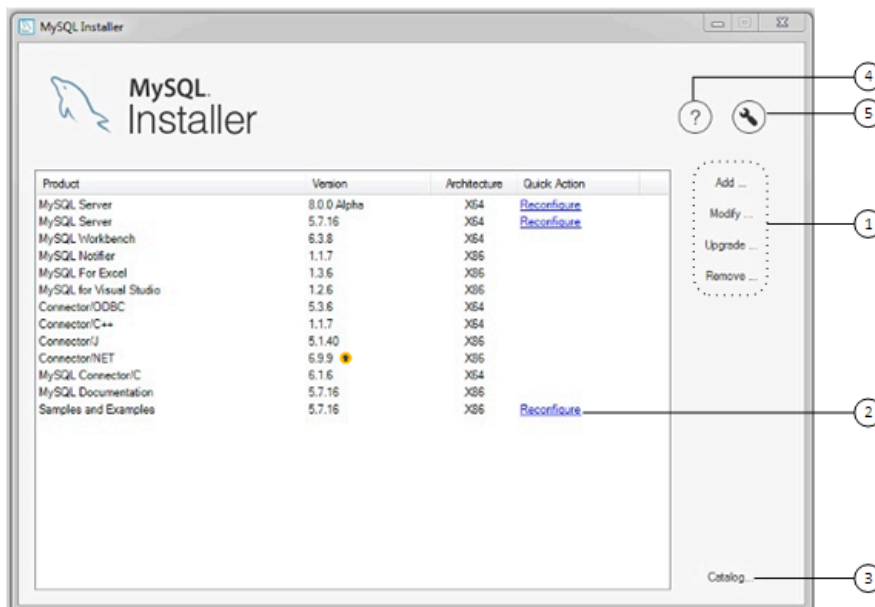 MySQL Installer
MySQL.
Installer
4
?
5
Product Version Architecture Quick Action
MySQL Server 8.0.0 Alpha X64 Reconfigure
MySQL Server 5.7.16 X64 Reconfigure
MySQL Workbench 6.3.8 X64
MySQL Notifier 1.1.7 X86
MySQL For Excel 1.3.6 X86
MySQL for Visual Studio 1.2.6 X86
Connector/ODBC 5.3.6 X64
Connector/C++ 1.1.7 X64
Connector/J 5.1.40 X86
Connector/NET 6.9.9 X86
MySQL Connector/C 6.1.6 X64
MySQL Documentation 5.7.16 X86
Samples and Examples 5.7.16 X86 Reconfigure
Add ...
Modify ...
Upgrade ...
Remove ...
1
2
Catalog...
3